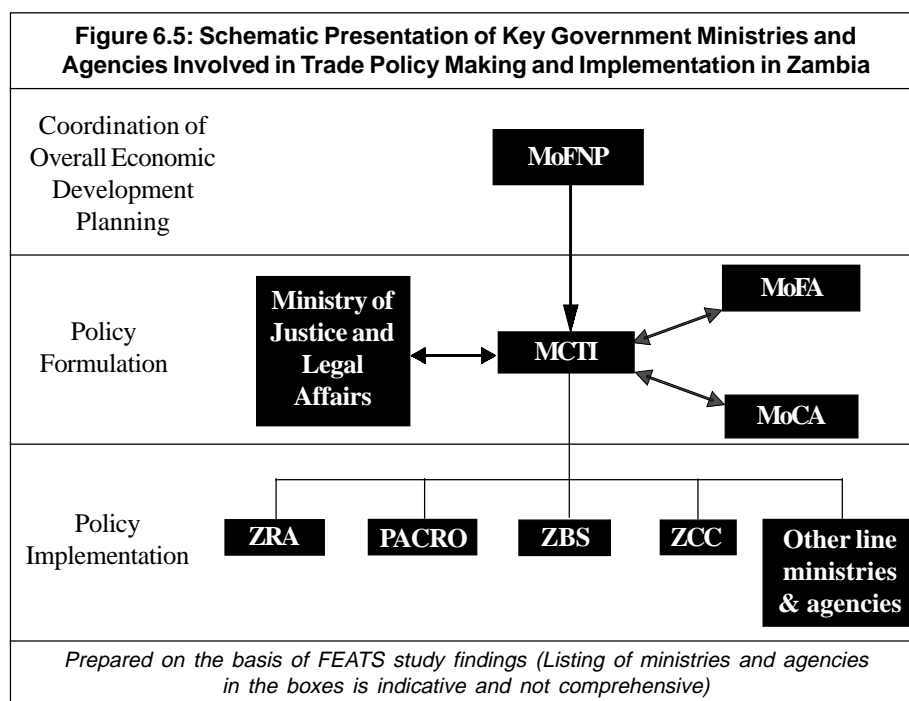 Figure 6.5: Schematic Presentation of Key Government Ministries and
Agencies Involved in Trade Policy Making and Implementation in Zambia
Coordination of
Overall Economic
Development
Planning
MoFNP
Policy
Formulation
Ministry of
Justice and
Legal
Affairs
MCTI
MoFA
MoCA
Policy
Implementation
ZRA
PACRO
ZBS
ZCC
Other line
ministries
& agencies
Prepared on the basis of FEATS study findings (Listing of ministries and agencies
in the boxes is indicative and not comprehensive)